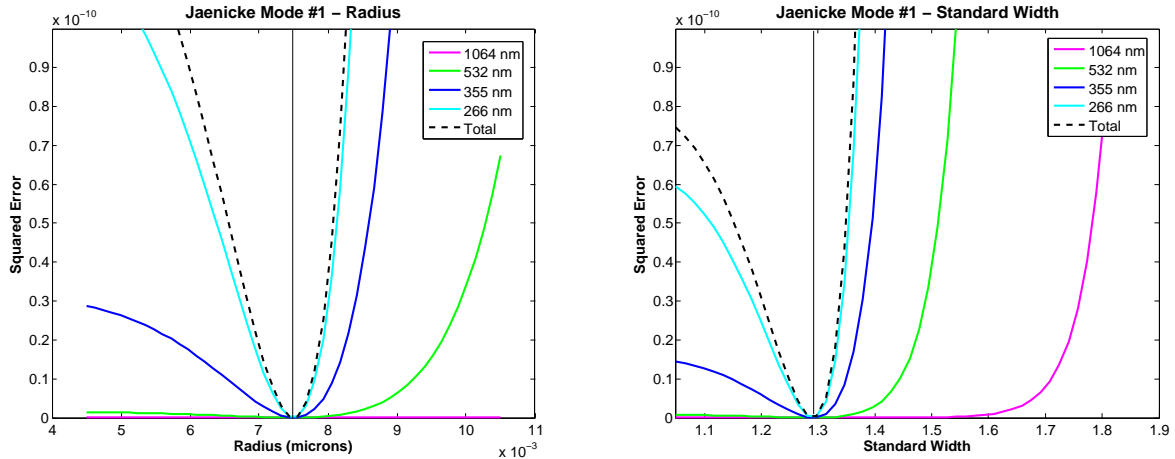 Jaenicke Mode #1 – Radius
x 10^-10
0.9
0.8
0.7
0.6
0.5
0.4
0.3
0.2
0.1
0
Squared Error
4 5 6 7 8 9 10 11
Radius (microns)
x 10^-3
1064 nm
532 nm
355 nm
266 nm
Total
Jaenicke Mode #1 – Standard Width
x 10^-10
0.9
0.8
0.7
0.6
0.5
0.4
0.3
0.2
0.1
0
Squared Error
1.1 1.2 1.3 1.4 1.5 1.6 1.7 1.8 1.9
Standard Width
1064 nm
532 nm
355 nm
266 nm
Total